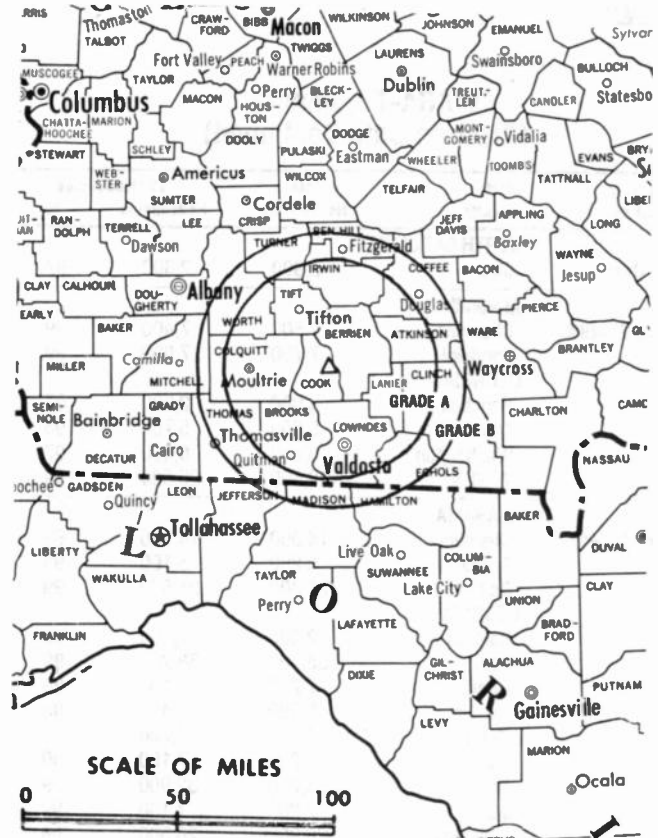 BIBB
Macon
WILKINSON
JOHNSON
EMANUEL
Thomaston
CRAW-
FORD
TALBOT
TWIGGS
LAURENS
Swainsboro
BULLOCH
Fort Valley
PEACH
Warner Robins
MUSCOGEE
TAYLOR
Perry
BLECK-
LEY
Dublin
TREUT-
LEN
CANDLER
Columbus
MACON
HOUS-
TON
CHATTA-
HOOCHEE
MARION
DODGE
MONT-
GOMERY
Vidalia
STEWART
SCHLEY
DOOLY
PULASKI
Eastman
WHEELER
TOOMBS
EVANS
WEB-
STER
Americus
WILCOX
TATTNALL
SUMTER
TELFAIR
Cordele
CRISP
RAN-
DOLPH
TERRELL
LEE
BEN HILL
JEFF
DAVIS
APPLING
LONG
Dawson
TURNER
Fitzgerald
Baxley
WAYNE
IRWIN
COFFEE
BACON
Jesup
CLAY
CALHOUN
DOU-
GHERTY
Albany
TIFT
Douglas
EARLY
WORTH
Tifton
PIERCE
BAKER
BERRIEN
ATKINSON
WARE
BRANTLEY
Camilla
COLQUITT
Waycross
MILLER
MITCHELL
Moultrie
COOK
LANIER
CLINCH
SEMI-
NOLE
GRADY
THOMAS
BROOKS
GRADE A
CHARLTON
Bainbridge
LOWNDES
GRADE B
Thomasville
DECATUR
Cairo
Quitman
Valdosta
NASSAU
ECHOLS
GADSDEN
LEON
JEFFERSON
MADISON
HAMILTON
Quincy
BAKER
L
Tollahassee
LIBERTY
Live Oak
COLUM-
BIA
DUVAL
SUWANNEE
WAKULLA
TAYLOR
O
Lake City
CLAY
Perry
UNION
LAFAYETTE
BRAD-
FORD
FRANKLIN
DIXIE
GIL-
CHRIST
ALACHUA
R
PUTNAM
Gainesville
LEVY
MARION
SCALE OF MILES
Ocala
0
50
100